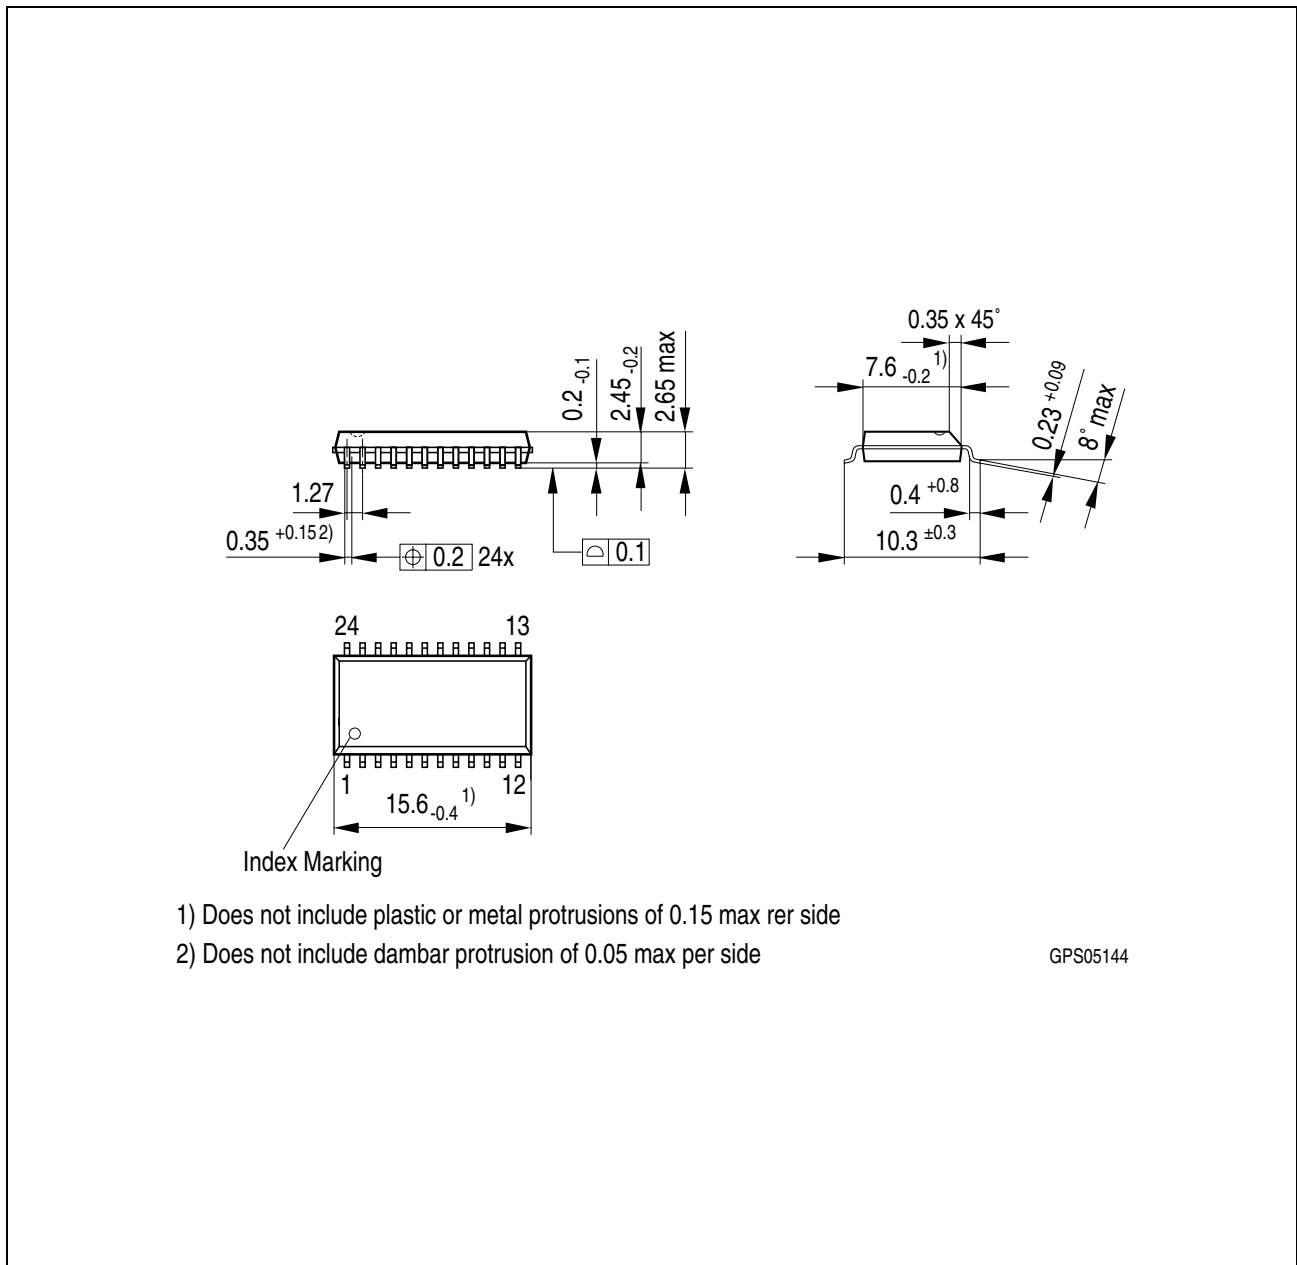 0.35 x 45°
7.6 -0.2 1)
0.2 -0.1
2.45 -0.2
2.65 max
0.23 +0.09
8° max
1.27
0.4 +0.8
0.35 +0.15 2)
0.2 24x
0.1
10.3 ±0.3
24 13
1 12
15.6 -0.4 1)
Index Marking
1) Does not include plastic or metal protrusions of 0.15 max rer side
2) Does not include dambar protrusion of 0.05 max per side
GPS05144